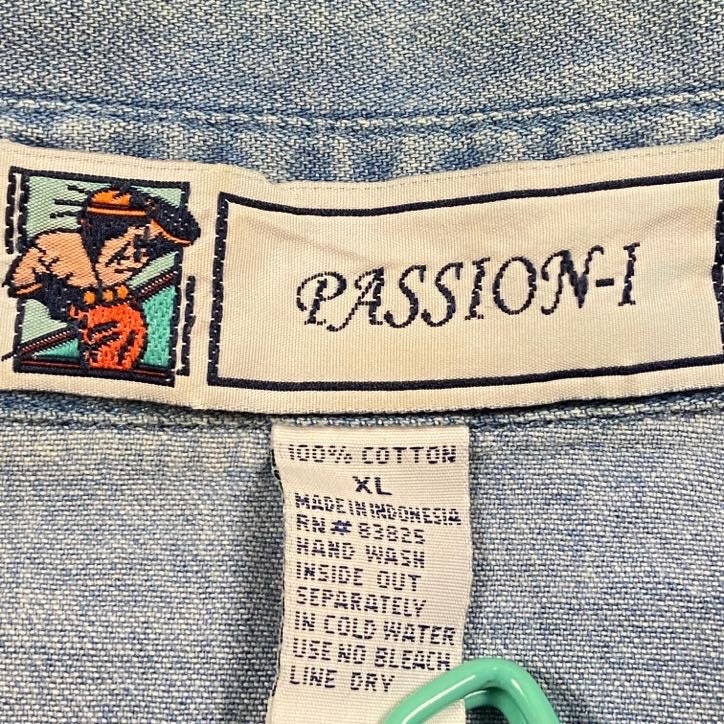 PASSION-I
100% COTTON
XL
MADE IN INDONESIA
RN# 83825
HAND WASH
INSIDE OUT
SEPARATELY
IN COLD WATER
USE NO BLEACH
LINE DRY